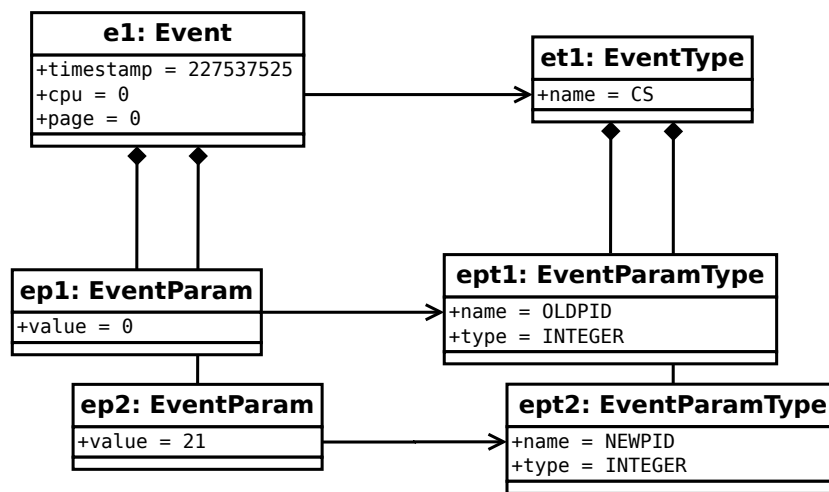 e1: Event
+timestamp = 227537525
+cpu = 0
+page = 0
et1: EventType
+name = CS
ep1: EventParam
+value = 0
ept1: EventParamType
+name = OLDPID
+type = INTEGER
ep2: EventParam
+value = 21
ept2: EventParamType
+name = NEWPID
+type = INTEGER